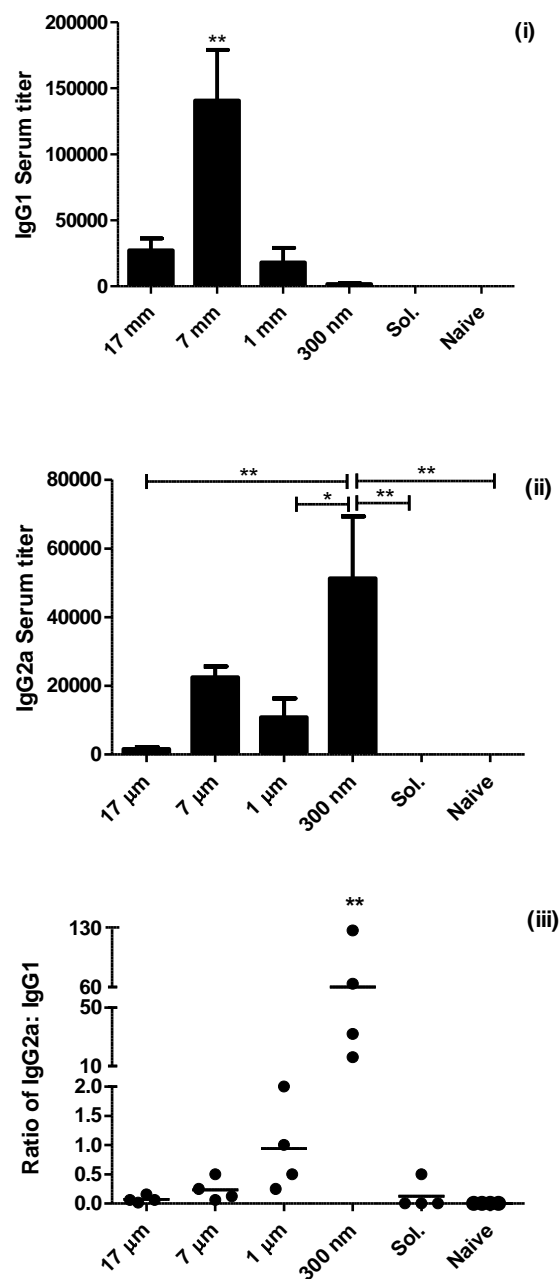 (i)
IgG1 Serum titer
200000
150000
100000
50000
0
**
17 mm
7 mm
1 mm
300 nm
Sol.
Naive
(ii)
IgG2a Serum titer
80000
60000
40000
20000
0
**
**
*
**
17 μm
7 μm
1 μm
300 nm
Sol.
Naive
(iii)
Ratio of IgG2a: IgG1
130
60
50
10
2.0
1.5
1.0
0.5
0.0
**
17 μm
7 μm
1 μm
300 nm
Sol.
Naive